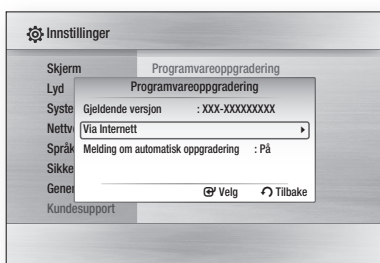 Innstillinger
Skjerm
Programvareoppgradering
Lyd
Programvareoppgradering
Syste
Gjeldende versjon : XXX-XXXXXXXXX
Nettv
Via Internett
Språk
Melding om automatisk oppgradering : På
Sikke
Gener
Velg Tilbake
Kundesupport